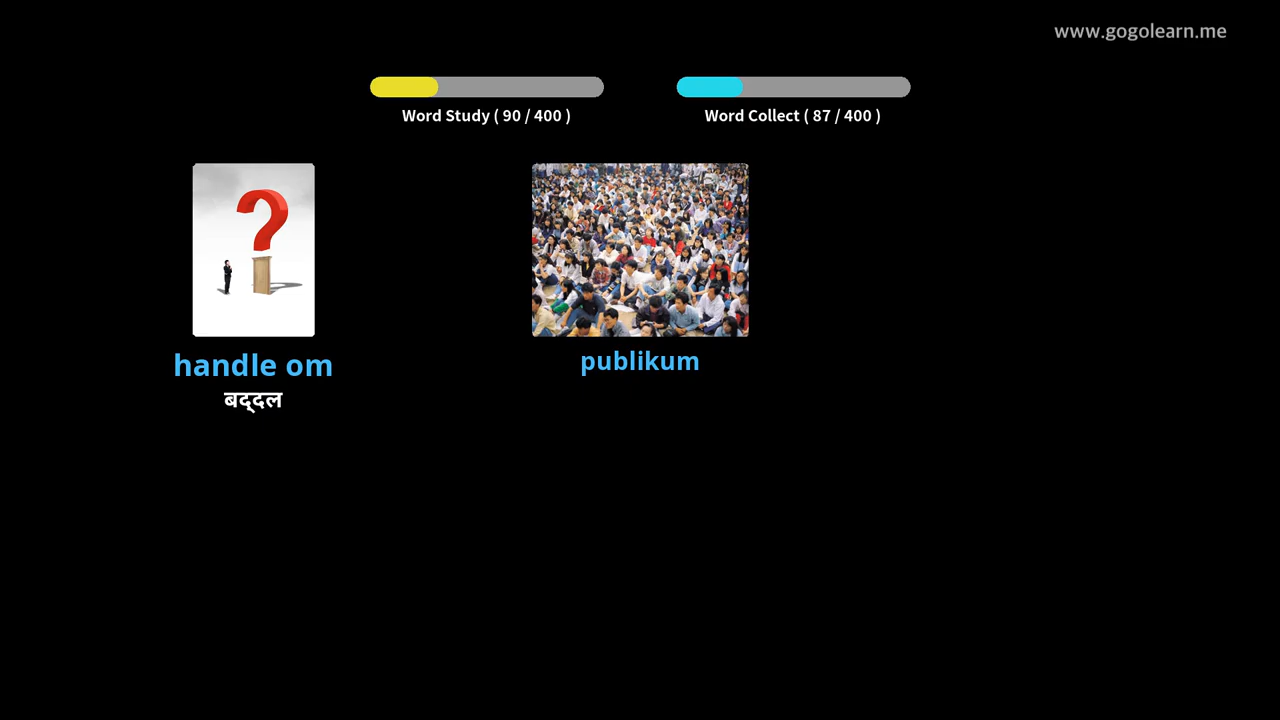 www.gogolearn.me
Word Study ( 90 / 400 )
Word Collect ( 87 / 400 )
handle om
बद्दल
publikum